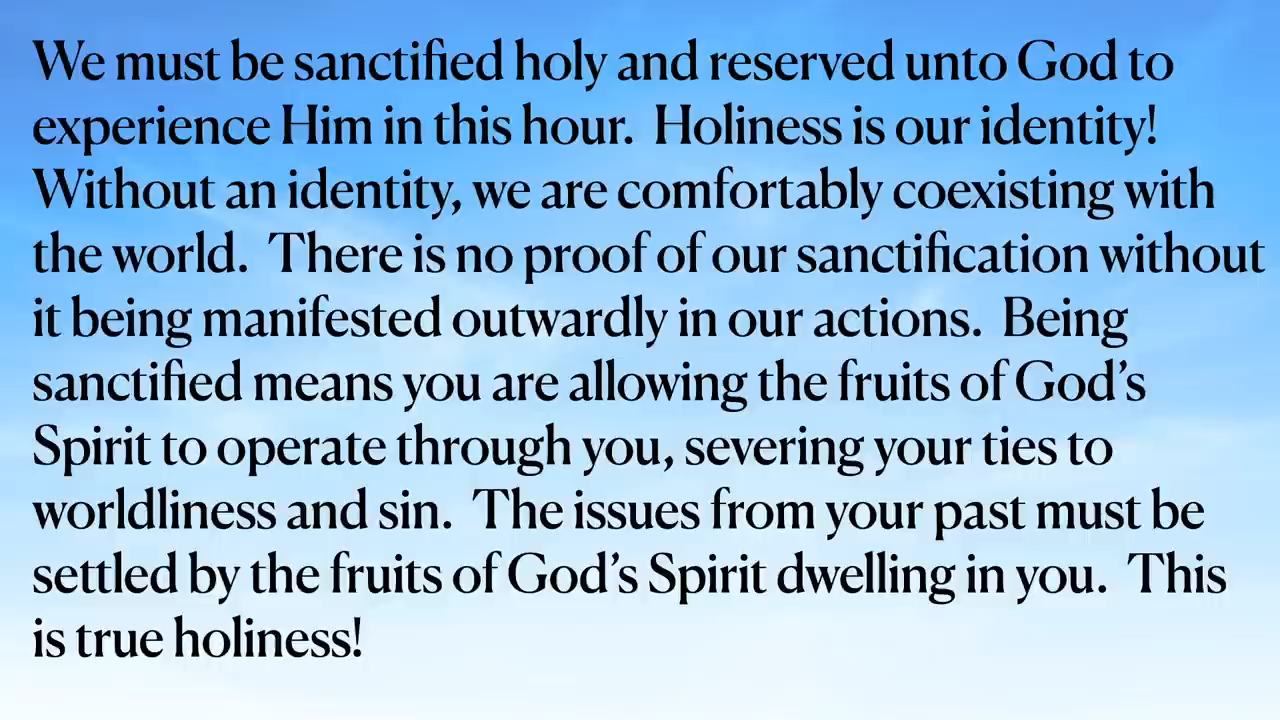 We must be sanctified holy and reserved unto God to
experience Him in this hour.  Holiness is our identity!
Without an identity, we are comfortably coexisting with
the world.  There is no proof of our sanctification without
it being manifested outwardly in our actions.  Being
sanctified means you are allowing the fruits of God’s
Spirit to operate through you, severing your ties to
worldliness and sin.  The issues from your past must be
settled by the fruits of God’s Spirit dwelling in you.  This
is true holiness!